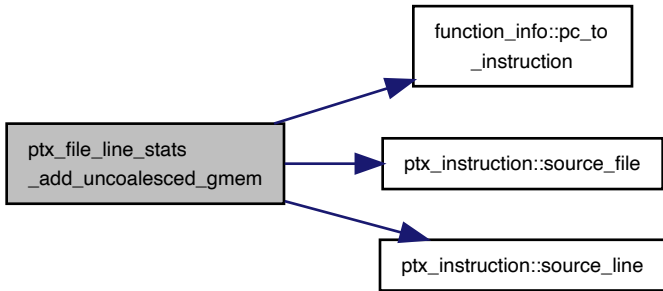 function_info::pc_to
_instruction
ptx_file_line_stats
_add_uncoalesced_gmem
ptx_instruction::source_file
ptx_instruction::source_line